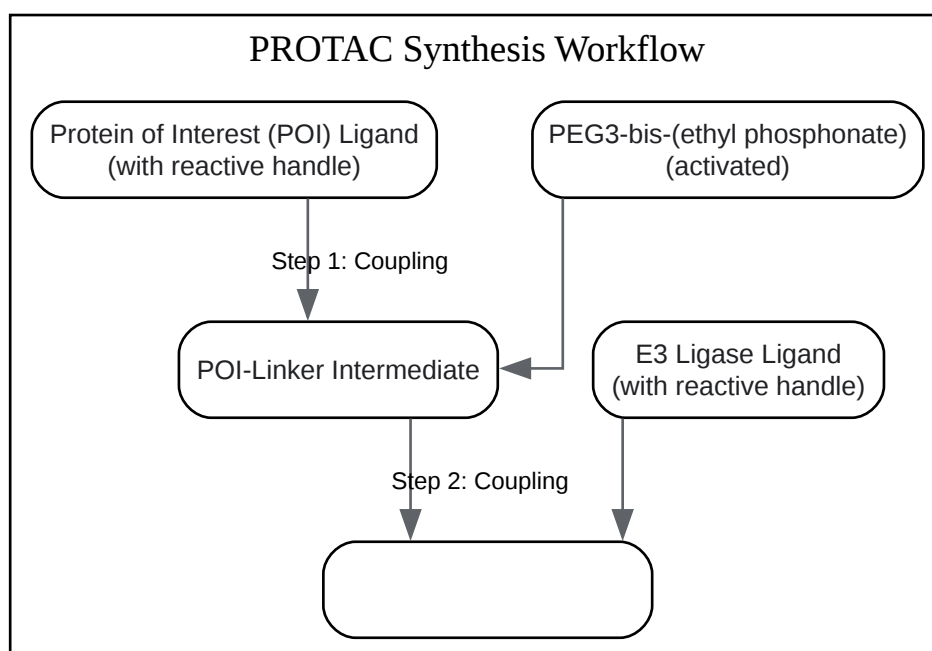 PROTAC Synthesis Workflow
Protein of Interest (POI) Ligand
(with reactive handle)
PEG3-bis-(ethyl phosphonate)
(activated)
Step 1: Coupling
POI-Linker Intermediate
E3 Ligase Ligand
(with reactive handle)
Step 2: Coupling